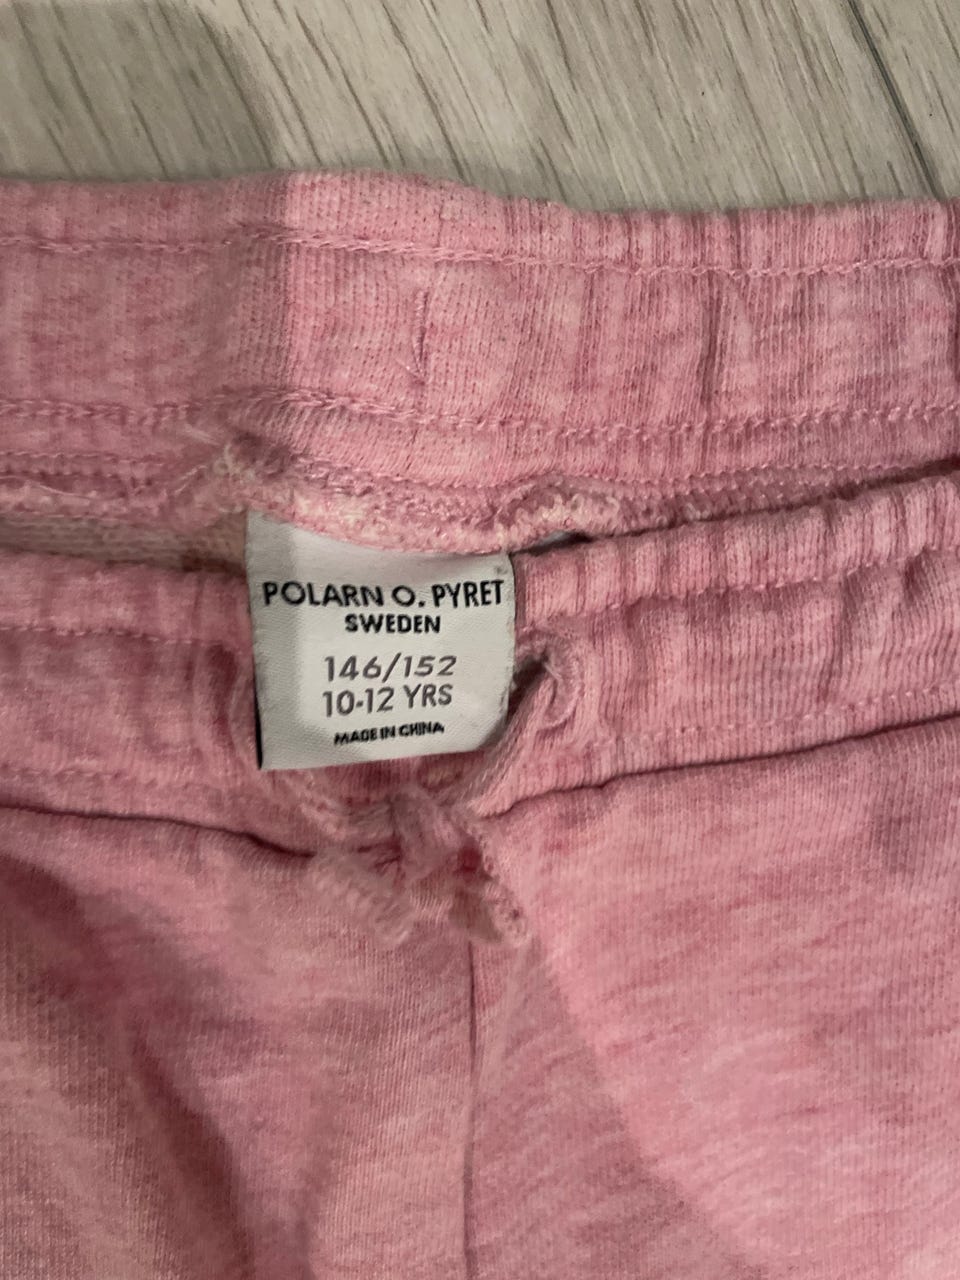 POLARN O. PYRET
SWEDEN
146/152
10-12 YRS
MADE IN CHINA